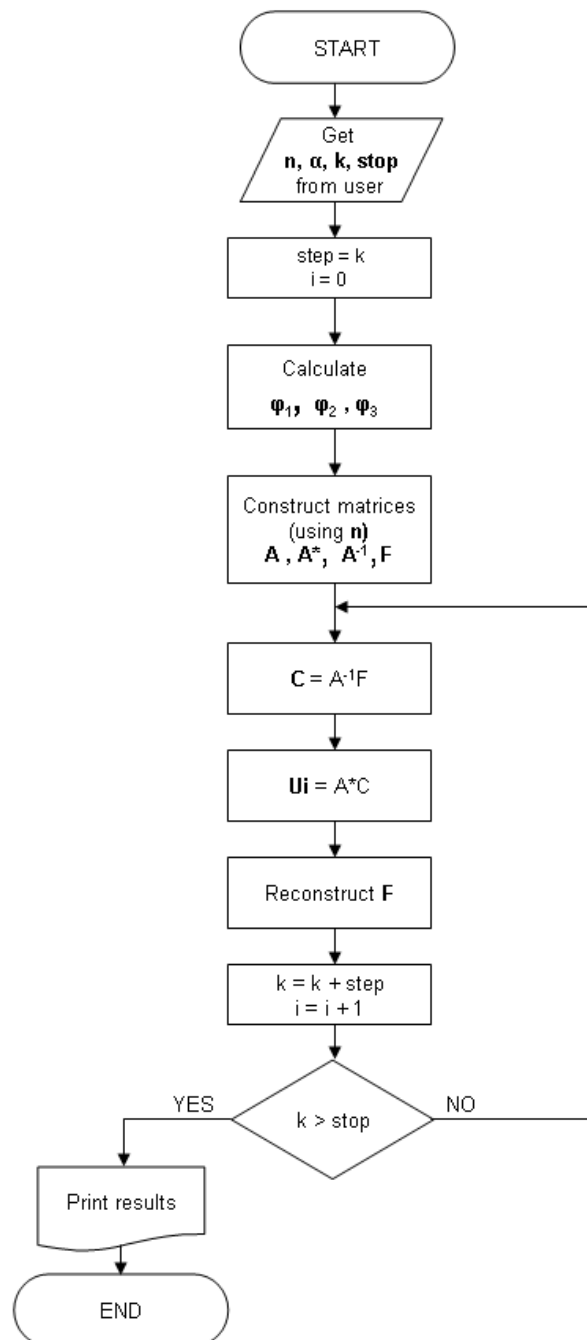 START
Get
n, α, k, stop
from user
step = k
i = 0
Calculate
φ₁, φ₂ , φ₃
Construct matrices
(using n)
A , A*, A⁻¹, F
C = A⁻¹F
Ui = A*C
Reconstruct F
k = k + step
i = i + 1
YES
k > stop
NO
Print results
END